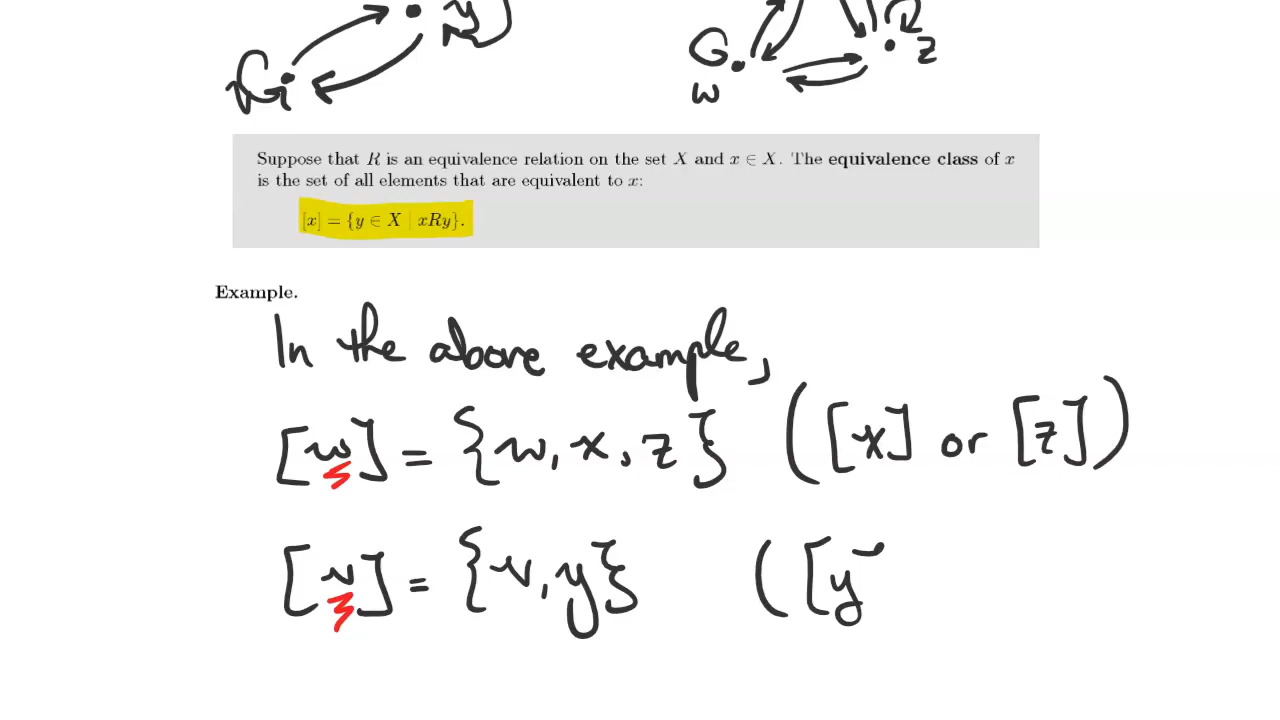 y
z
w
Suppose that R is an equivalence relation on the set X and x ∈ X. The equivalence class of x
is the set of all elements that are equivalent to x:
[x] = {y ∈ X | xRy}.
Example.
In the above example,
[w] = {w, x, z} ([x] or [z])
[v] = {v, y} ([y